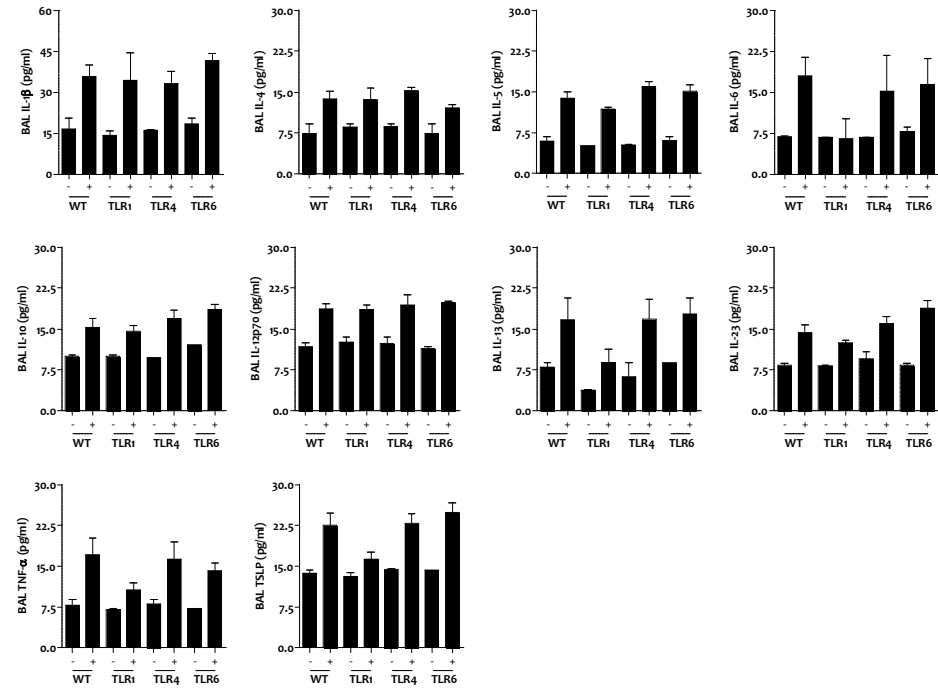 BAL IL-1β (pg/ml)
60
45
30
15
0
- + - + - + - +
WT TLR1 TLR4 TLR6
BAL IL-4 (pg/ml)
30.0
22.5
15.0
7.5
0.0
- + - + - + - +
WT TLR1 TLR4 TLR6
BAL IL-5 (pg/ml)
30.0
22.5
15.0
7.5
0.0
- + - + - + - +
WT TLR1 TLR4 TLR6
BAL IL-6 (pg/ml)
30.0
22.5
15.0
7.5
0.0
- + - + - + - +
WT TLR1 TLR4 TLR6
BAL IL-10 (pg/ml)
30.0
22.5
15.0
7.5
0.0
- + - + - + - +
WT TLR1 TLR4 TLR6
BAL IL-12p70 (pg/ml)
30.0
22.5
15.0
7.5
0.0
- + - + - + - +
WT TLR1 TLR4 TLR6
BAL IL-13 (pg/ml)
30.0
22.5
15.0
7.5
0.0
- + - + - + - +
WT TLR1 TLR4 TLR6
BAL IL-23 (pg/ml)
30.0
22.5
15.0
7.5
0.0
- + - + - + - +
WT TLR1 TLR4 TLR6
BAL TNF-α (pg/ml)
30.0
22.5
15.0
7.5
0.0
- + - + - + - +
WT TLR1 TLR4 TLR6
BAL TSLP (pg/ml)
30.0
22.5
15.0
7.5
0.0
- + - + - + - +
WT TLR1 TLR4 TLR6